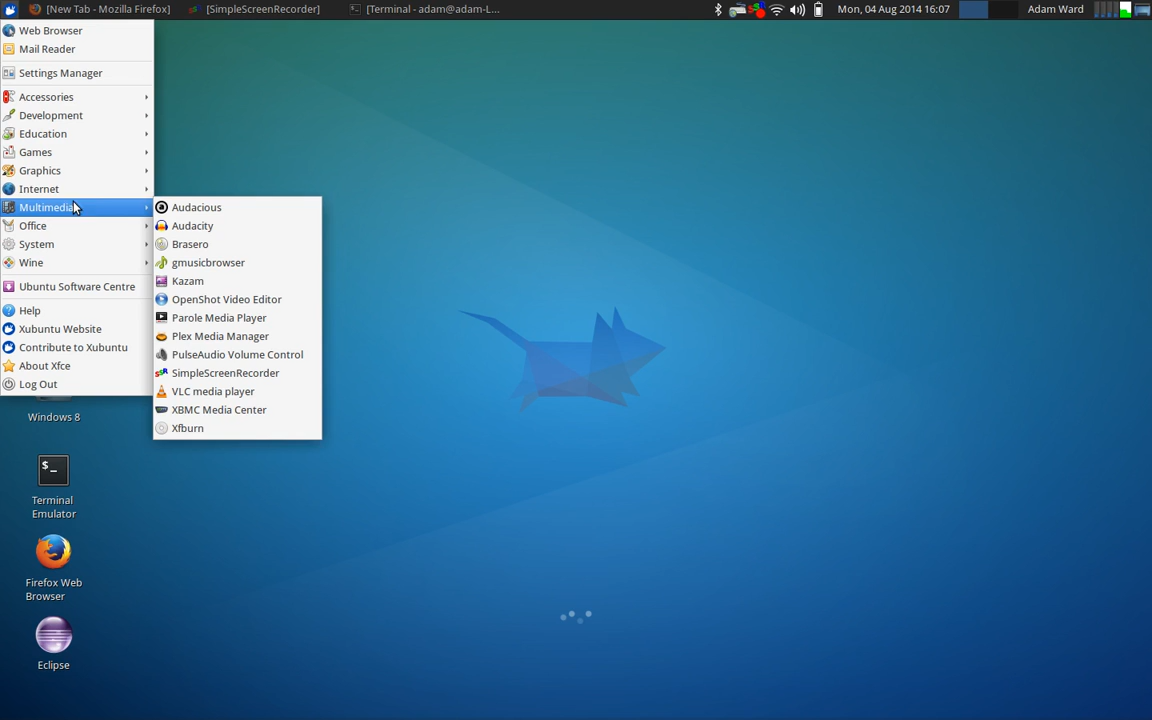 [New Tab - Mozilla Firefox]
[SimpleScreenRecorder]
[Terminal - adam@adam-L...
Mon, 04 Aug 2014 16:07
Adam Ward
Web Browser
Mail Reader
Settings Manager
Accessories
Development
Education
Games
Graphics
Internet
Multimedia
Office
System
Wine
Ubuntu Software Centre
Help
Xubuntu Website
Contribute to Xubuntu
About Xfce
Log Out
Audacious
Audacity
Brasero
gmusicbrowser
Kazam
OpenShot Video Editor
Parole Media Player
Plex Media Manager
PulseAudio Volume Control
SimpleScreenRecorder
VLC media player
XBMC Media Center
Xfburn
Windows 8
$_
Terminal
Emulator
Firefox Web
Browser
Eclipse